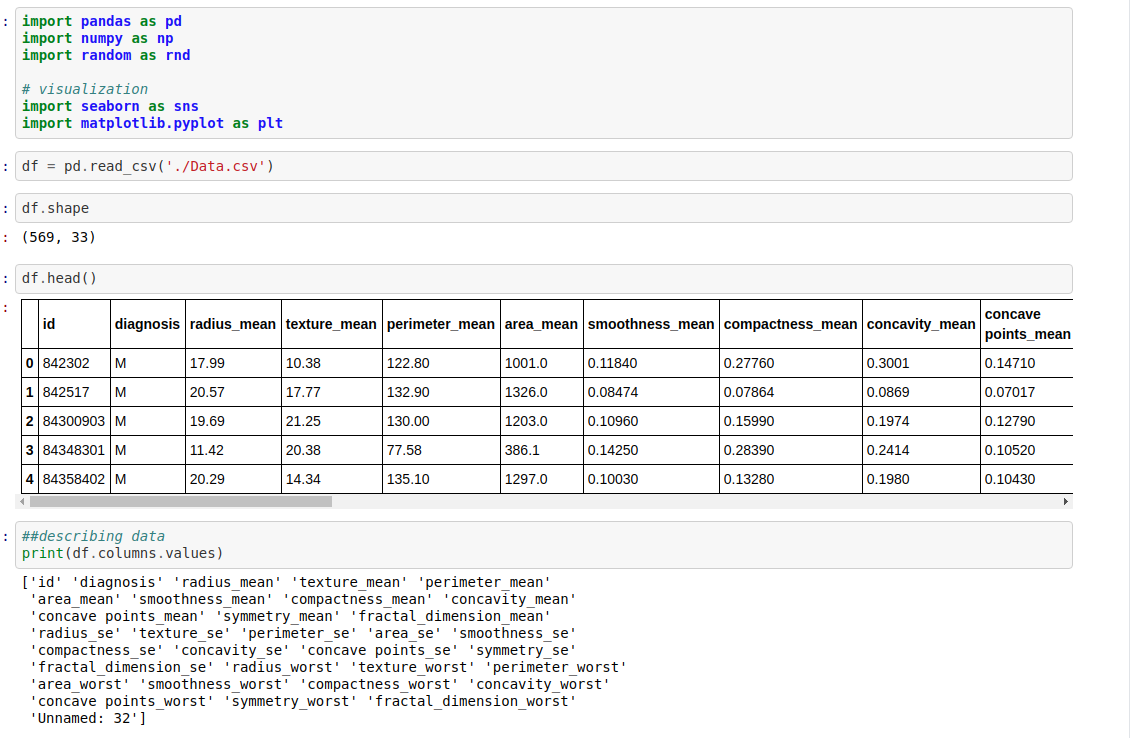 : import pandas as pd
import numpy as np
import random as rnd
# visualization
import seaborn as sns
import matplotlib.pyplot as plt
: df = pd.read_csv('./Data.csv')
: df.shape
: (569, 33)
: df.head()
:
id diagnosis radius_mean texture_mean perimeter_mean area_mean smoothness_mean compactness_mean concavity_mean concave points_mean
0 842302 M 17.99 10.38 122.80 1001.0 0.11840 0.27760 0.3001 0.14710
1 842517 M 20.57 17.77 132.90 1326.0 0.08474 0.07864 0.0869 0.07017
2 84300903 M 19.69 21.25 130.00 1203.0 0.10960 0.15990 0.1974 0.12790
3 84348301 M 11.42 20.38 77.58 386.1 0.14250 0.28390 0.2414 0.10520
4 84358402 M 20.29 14.34 135.10 1297.0 0.10030 0.13280 0.1980 0.10430
: ##describing data
print(df.columns.values)
['id' 'diagnosis' 'radius_mean' 'texture_mean' 'perimeter_mean'
'area_mean' 'smoothness_mean' 'compactness_mean' 'concavity_mean'
'concave points_mean' 'symmetry_mean' 'fractal_dimension_mean'
'radius_se' 'texture_se' 'perimeter_se' 'area_se' 'smoothness_se'
'compactness_se' 'concavity_se' 'concave points_se' 'symmetry_se'
'fractal_dimension_se' 'radius_worst' 'texture_worst' 'perimeter_worst'
'area_worst' 'smoothness_worst' 'compactness_worst' 'concavity_worst'
'concave points_worst' 'symmetry_worst' 'fractal_dimension_worst'
'Unnamed: 32']